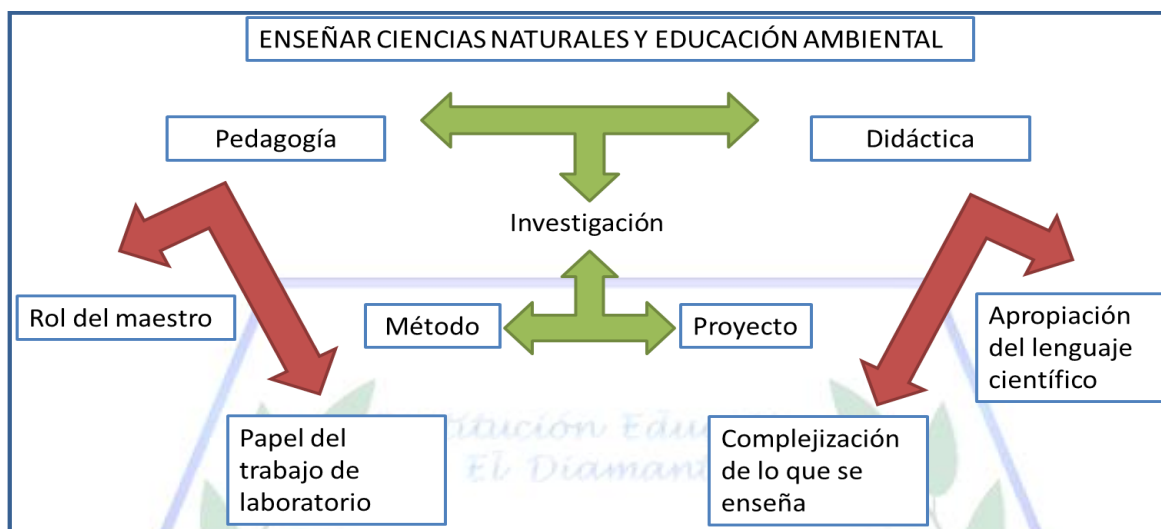 ENSEÑAR CIENCIAS NATURALES Y EDUCACIÓN AMBIENTAL
Pedagogía
Didáctica
Investigación
Rol del maestro
Método
Proyecto
Apropiación
del lenguaje
científico
Papel del
trabajo de
laboratorio
Complejización
de lo que se
enseña
El